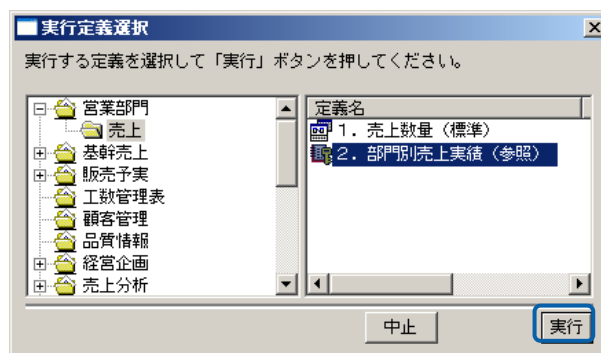 実行定義選択
実行する定義を選択して「実行」ボタンを押してください。
営業部門
売上
基幹売上
販売予実
工数管理表
顧客管理
品質情報
経営企画
売上分析
定義名
1．売上数量（標準）
2．部門別売上実績（参照）
中止
実行